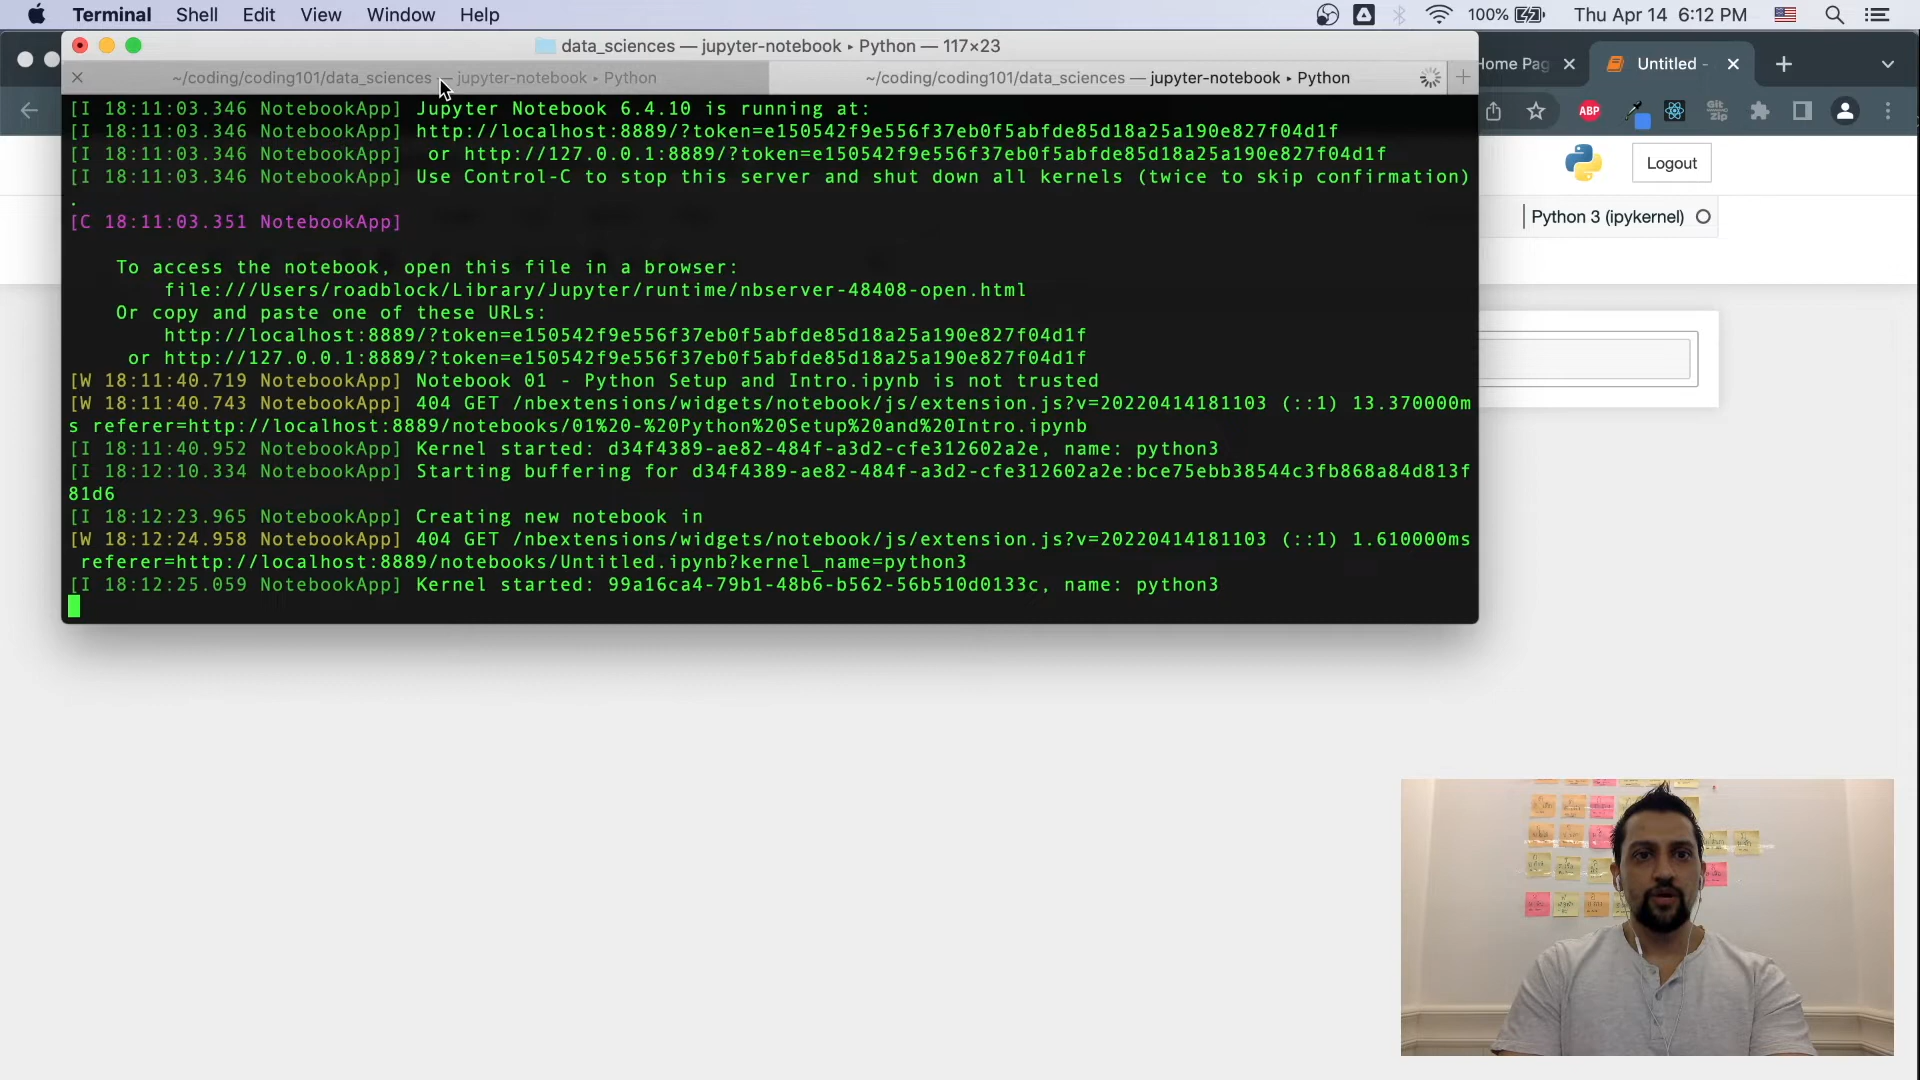 Terminal Shell Edit View Window Help 100% Thu Apr 14 6:12 PM
data_sciences — jupyter-notebook ▸ Python — 117×23
~/coding/coding101/data_sciences — jupyter-notebook ▸ Python
~/coding/coding101/data_sciences — jupyter-notebook ▸ Python
Home Pag
Untitled -
ABP
Git Zip
Logout
Python 3 (ipykernel)
[I 18:11:03.346 NotebookApp] Jupyter Notebook 6.4.10 is running at:
[I 18:11:03.346 NotebookApp] http://localhost:8889/?token=e150542f9e556f37eb0f5abfde85d18a25a190e827f04d1f
[I 18:11:03.346 NotebookApp]  or http://127.0.0.1:8889/?token=e150542f9e556f37eb0f5abfde85d18a25a190e827f04d1f
[I 18:11:03.346 NotebookApp] Use Control-C to stop this server and shut down all kernels (twice to skip confirmation)
.
[C 18:11:03.351 NotebookApp]
To access the notebook, open this file in a browser:
file:///Users/roadblock/Library/Jupyter/runtime/nbserver-48408-open.html
Or copy and paste one of these URLs:
http://localhost:8889/?token=e150542f9e556f37eb0f5abfde85d18a25a190e827f04d1f
or http://127.0.0.1:8889/?token=e150542f9e556f37eb0f5abfde85d18a25a190e827f04d1f
[W 18:11:40.719 NotebookApp] Notebook 01 - Python Setup and Intro.ipynb is not trusted
[W 18:11:40.743 NotebookApp] 404 GET /nbextensions/widgets/notebook/js/extension.js?v=20220414181103 (::1) 13.370000m
s referer=http://localhost:8889/notebooks/01%20-%20Python%20Setup%20and%20Intro.ipynb
[I 18:11:40.952 NotebookApp] Kernel started: d34f4389-ae82-484f-a3d2-cfe312602a2e, name: python3
[I 18:12:10.334 NotebookApp] Starting buffering for d34f4389-ae82-484f-a3d2-cfe312602a2e:bce75ebb38544c3fb868a84d813f
81d6
[I 18:12:23.965 NotebookApp] Creating new notebook in
[W 18:12:24.958 NotebookApp] 404 GET /nbextensions/widgets/notebook/js/extension.js?v=20220414181103 (::1) 1.610000ms
referer=http://localhost:8889/notebooks/Untitled.ipynb?kernel_name=python3
[I 18:12:25.059 NotebookApp] Kernel started: 99a16ca4-79b1-48b6-b562-56b510d0133c, name: python3